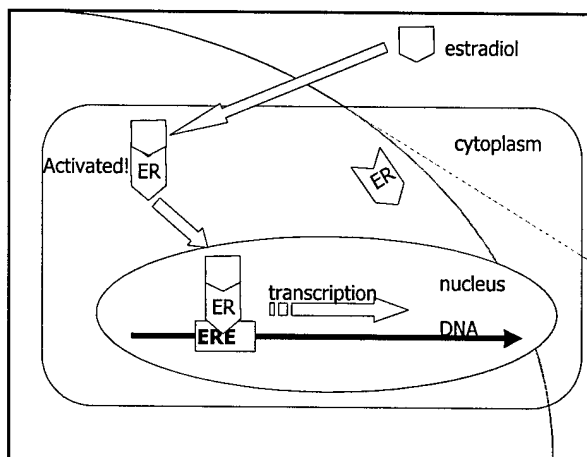 estradiol
cytoplasm
Activated!
ER
ER
ER
transcription
nucleus
ERE
DNA